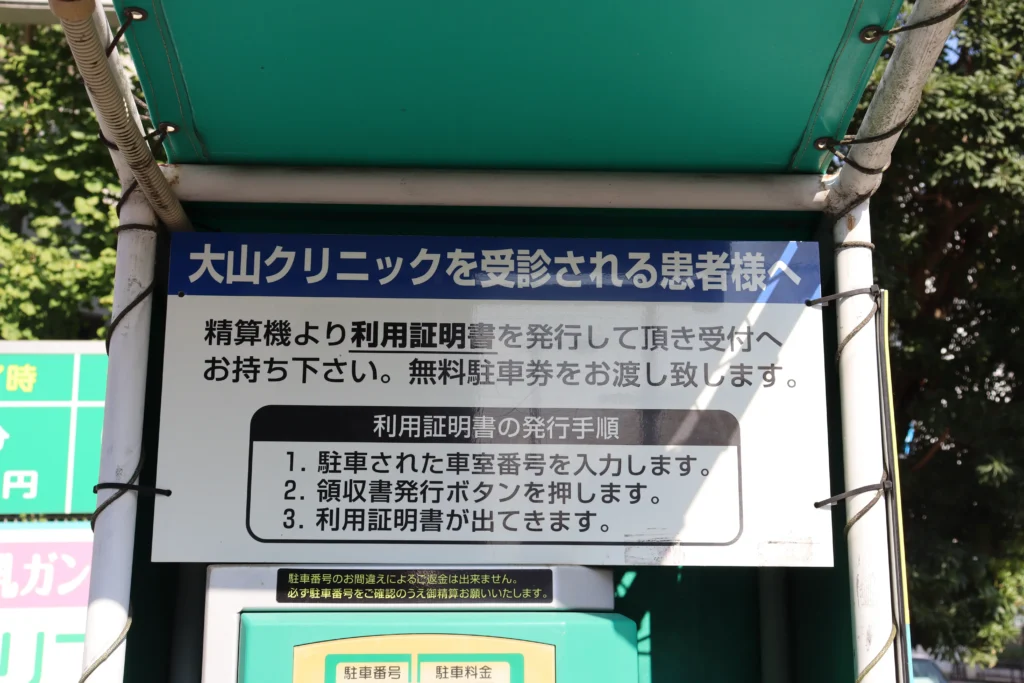 大山クリニックを受診される患者様へ
精算機より利用証明書を発行して頂き受付へ
お持ち下さい。無料駐車券をお渡し致します。
利用証明書の発行手順
1. 駐車された車室番号を入力します。
2. 領収書発行ボタンを押します。
3. 利用証明書が出てきます。
駐車番号のお間違えによるご返金は出来ません。
必ず駐車番号をご確認のうえ御精算お願いいたします。
駐車番号 駐車料金
時
円
ガン
リ